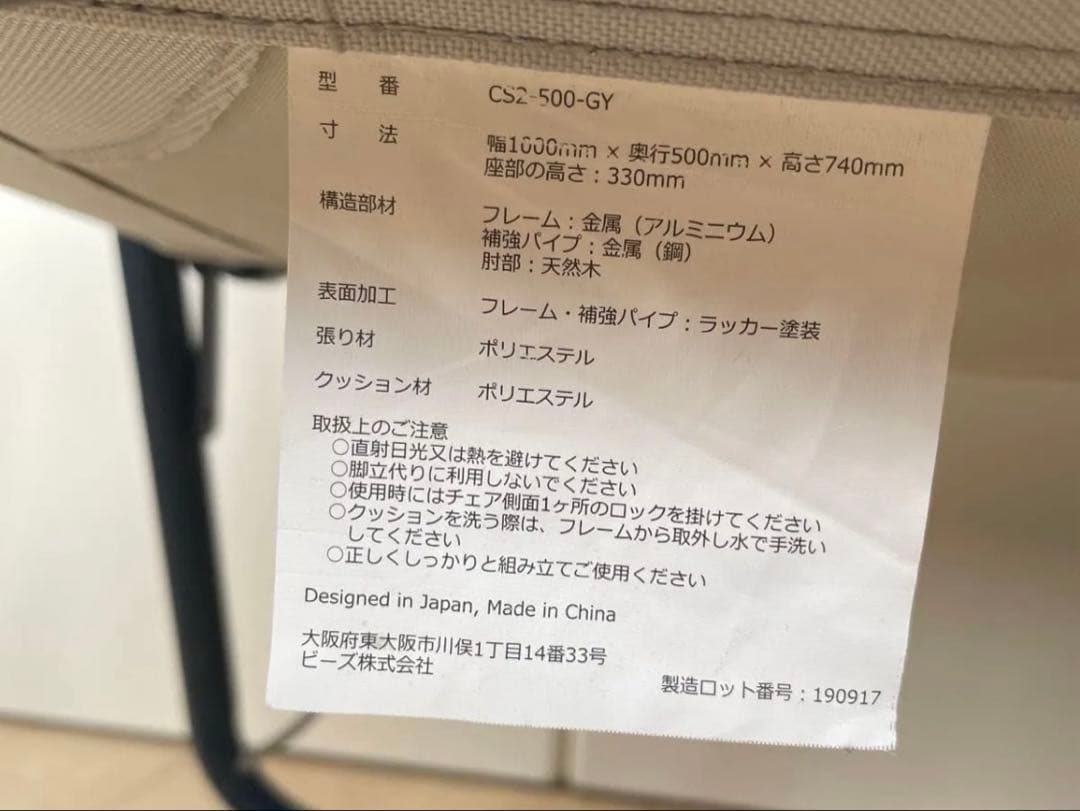 型番 CS2-500-GY
寸法 幅1000mm × 奥行500mm × 高さ740mm
座部の高さ：330mm
構造部材 フレーム：金属（アルミニウム）
補強パイプ：金属（鋼）
肘部：天然木
表面加工 フレーム・補強パイプ：ラッカー塗装
張り材 ポリエステル
クッション材 ポリエステル
取扱上のご注意
○直射日光又は熱を避けてください
○脚立代りに利用しないでください
○使用時にはチェア側面1ヶ所のロックを掛けてください
○クッションを洗う際は、フレームから取外し水で手洗い
してください
○正しくしっかりと組み立てご使用ください
Designed in Japan, Made in China
大阪府東大阪市川俣1丁目14番33号
ビーズ株式会社
製造ロット番号：190917